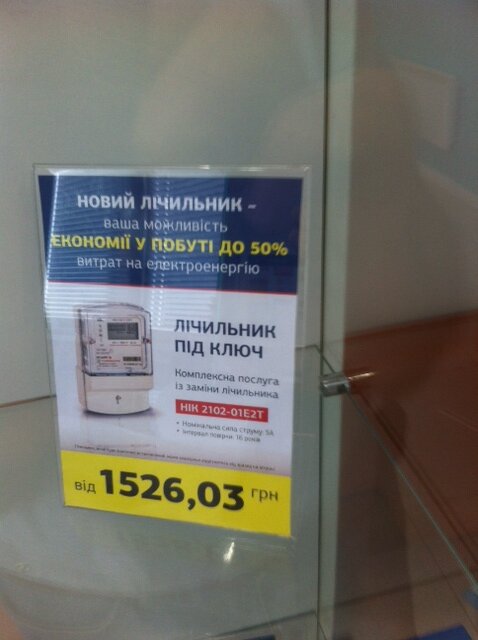 НОВИЙ ЛІЧИЛЬНИК -
ваша можливість
ЕКОНОМІЇ У ПОБУТІ ДО 50%
витрат на електроенергію
ЛІЧИЛЬНИК
ПІД КЛЮЧ
Комплексна послуга
із заміни лічильника
НІК 2102-01Е2Т
• Номінальна сила струму: 5А
• Інтервал повірки: 16 років
від 1526,03 грн